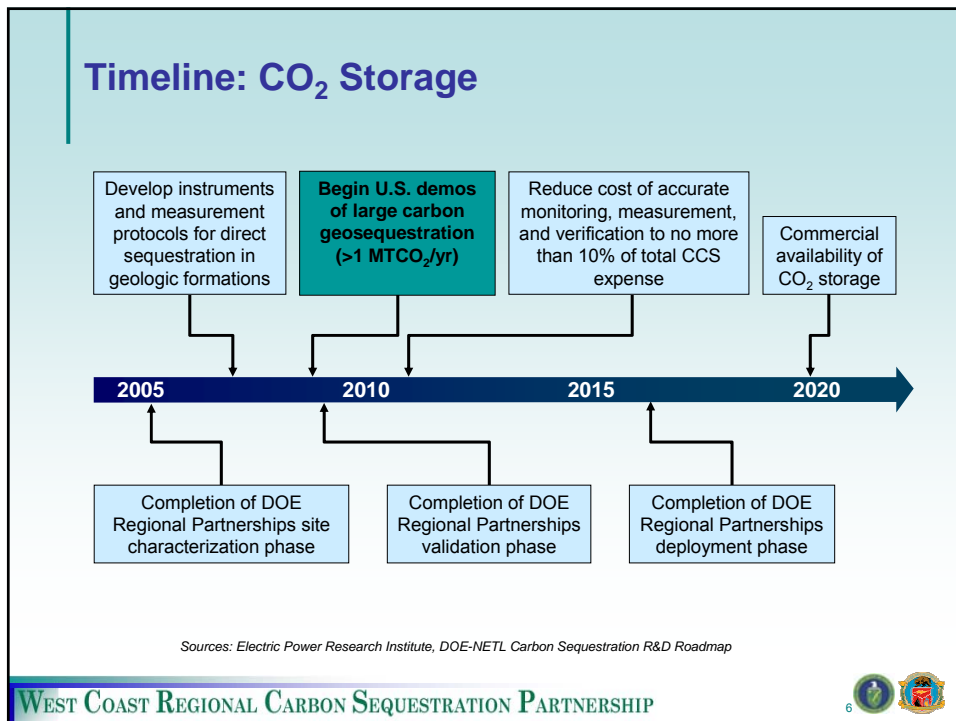 Timeline: CO₂ Storage
Develop instruments
and measurement
protocols for direct
sequestration in
geologic formations
Begin U.S. demos
of large carbon
geosequestration
(>1 MTCO₂/yr)
Reduce cost of accurate
monitoring, measurement,
and verification to no more
than 10% of total CCS
expense
Commercial
availability of
CO₂ storage
2005 2010 2015 2020
Completion of DOE
Regional Partnerships site
characterization phase
Completion of DOE
Regional Partnerships
validation phase
Completion of DOE
Regional Partnerships
deployment phase
Sources: Electric Power Research Institute, DOE-NETL Carbon Sequestration R&D Roadmap
WEST COAST REGIONAL CARBON SEQUESTRATION PARTNERSHIP
6